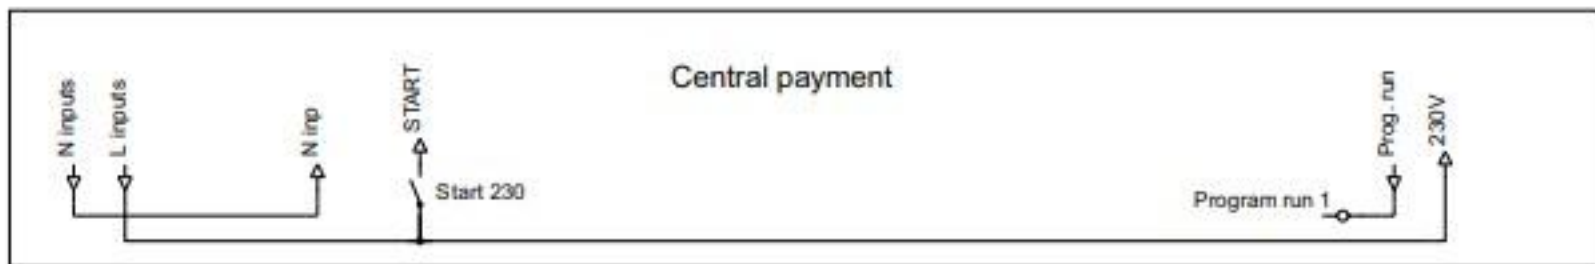 Central payment
N inputs
L inputs
N inp
START
Start 230
Program run 1
Prog. run
230V